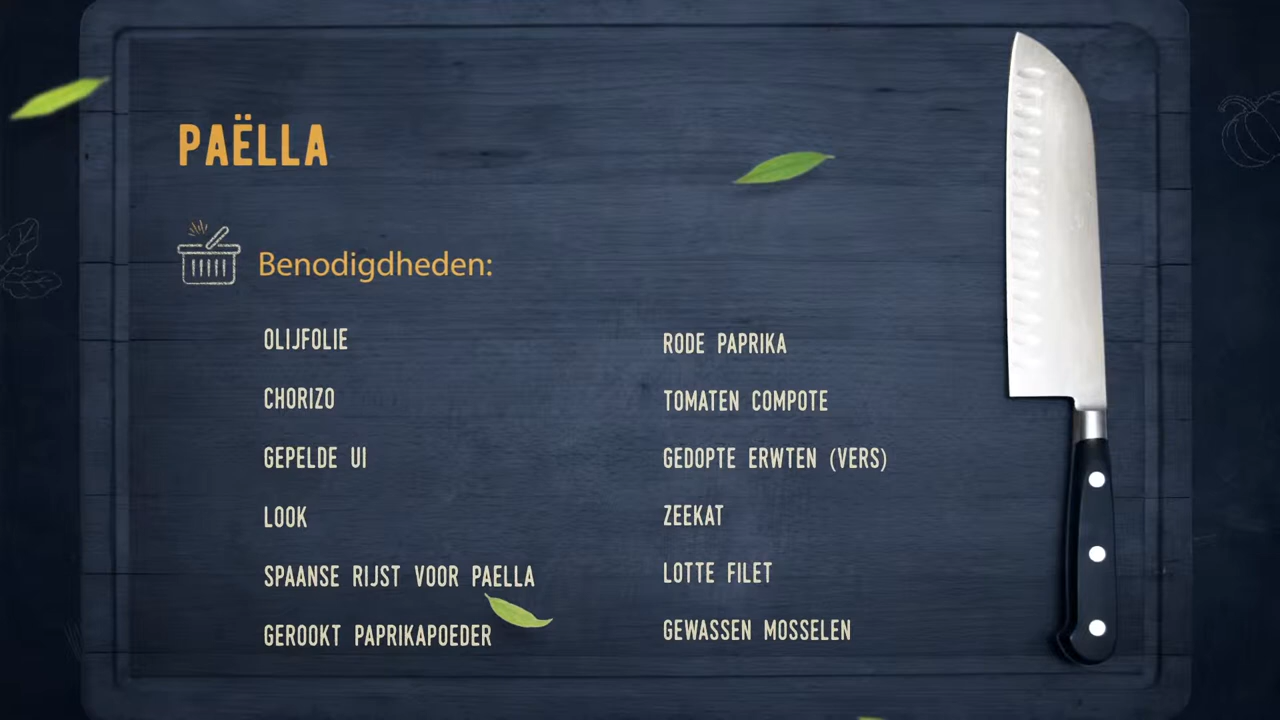 PAËLLA
Benodigdheden:
OLIJFOLIE
CHORIZO
GEPELDE UI
LOOK
SPAANSE RIJST VOOR PAELLA
GEROOKT PAPRIKAPOEDER
RODE PAPRIKA
TOMATEN COMPOTE
GEDOPTE ERWTEN (VERS)
ZEEKAT
LOTTE FILET
GEWASSEN MOSSELEN